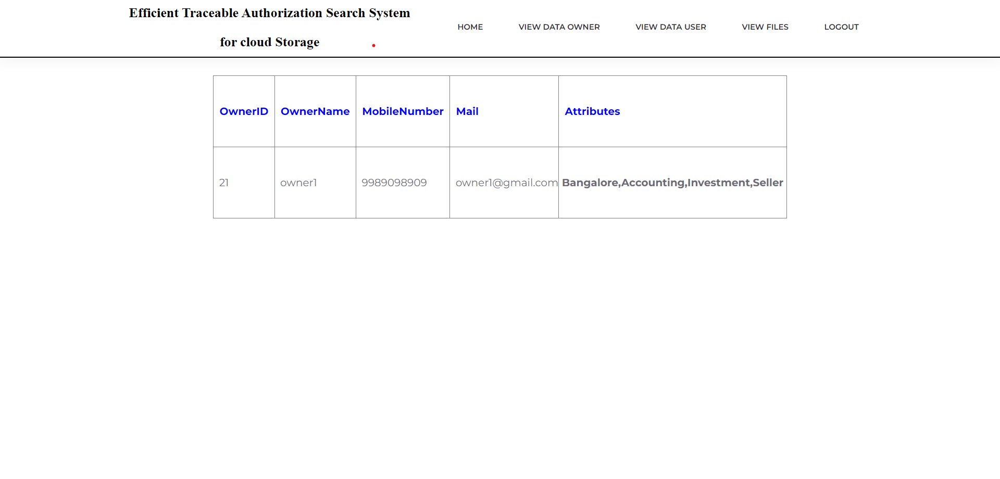 Efficient Traceable Authorization Search System
for cloud Storage
HOME VIEW DATA OWNER VIEW DATA USER VIEW FILES LOGOUT
OwnerID OwnerName MobileNumber Mail Attributes
21 owner1 9989098909 owner1@gmail.com Bangalore,Accounting,Investment,Seller